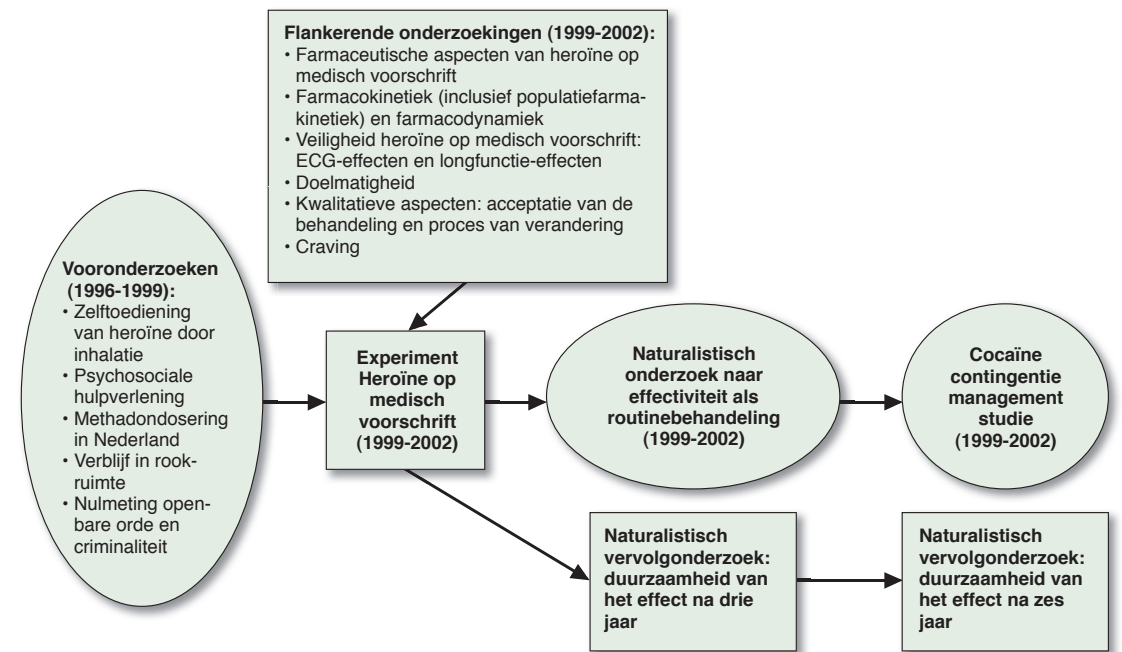 Flankerende onderzoekingen (1999-2002):
• Farmaceutische aspecten van heroïne op
medisch voorschrift
• Farmacokinetiek (inclusief populatiefarma-
kinetiek) en farmacodynamiek
• Veiligheid heroïne op medisch voorschrift:
ECG-effecten en longfunctie-effecten
• Doelmatigheid
• Kwalitatieve aspecten: acceptatie van de
behandeling en proces van verandering
• Craving
Vooronderzoeken
(1996-1999):
• Zelftoediening
van heroïne door
inhalatie
• Psychosociale
hulpverlening
• Methadondosering
in Nederland
• Verblijf in rook-
ruimte
• Nulmeting open-
bare orde en
criminaliteit
Experiment
Heroïne op
medisch
voorschrift
(1999-2002)
Naturalistisch
onderzoek naar
effectiviteit als
routinebehandeling
(1999-2002)
Cocaïne
contingentie
management
studie
(1999-2002)
Naturalistisch
vervolgonderzoek:
duurzaamheid van
het effect na drie
jaar
Naturalistisch
vervolgonderzoek:
duurzaamheid van
het effect na zes
jaar